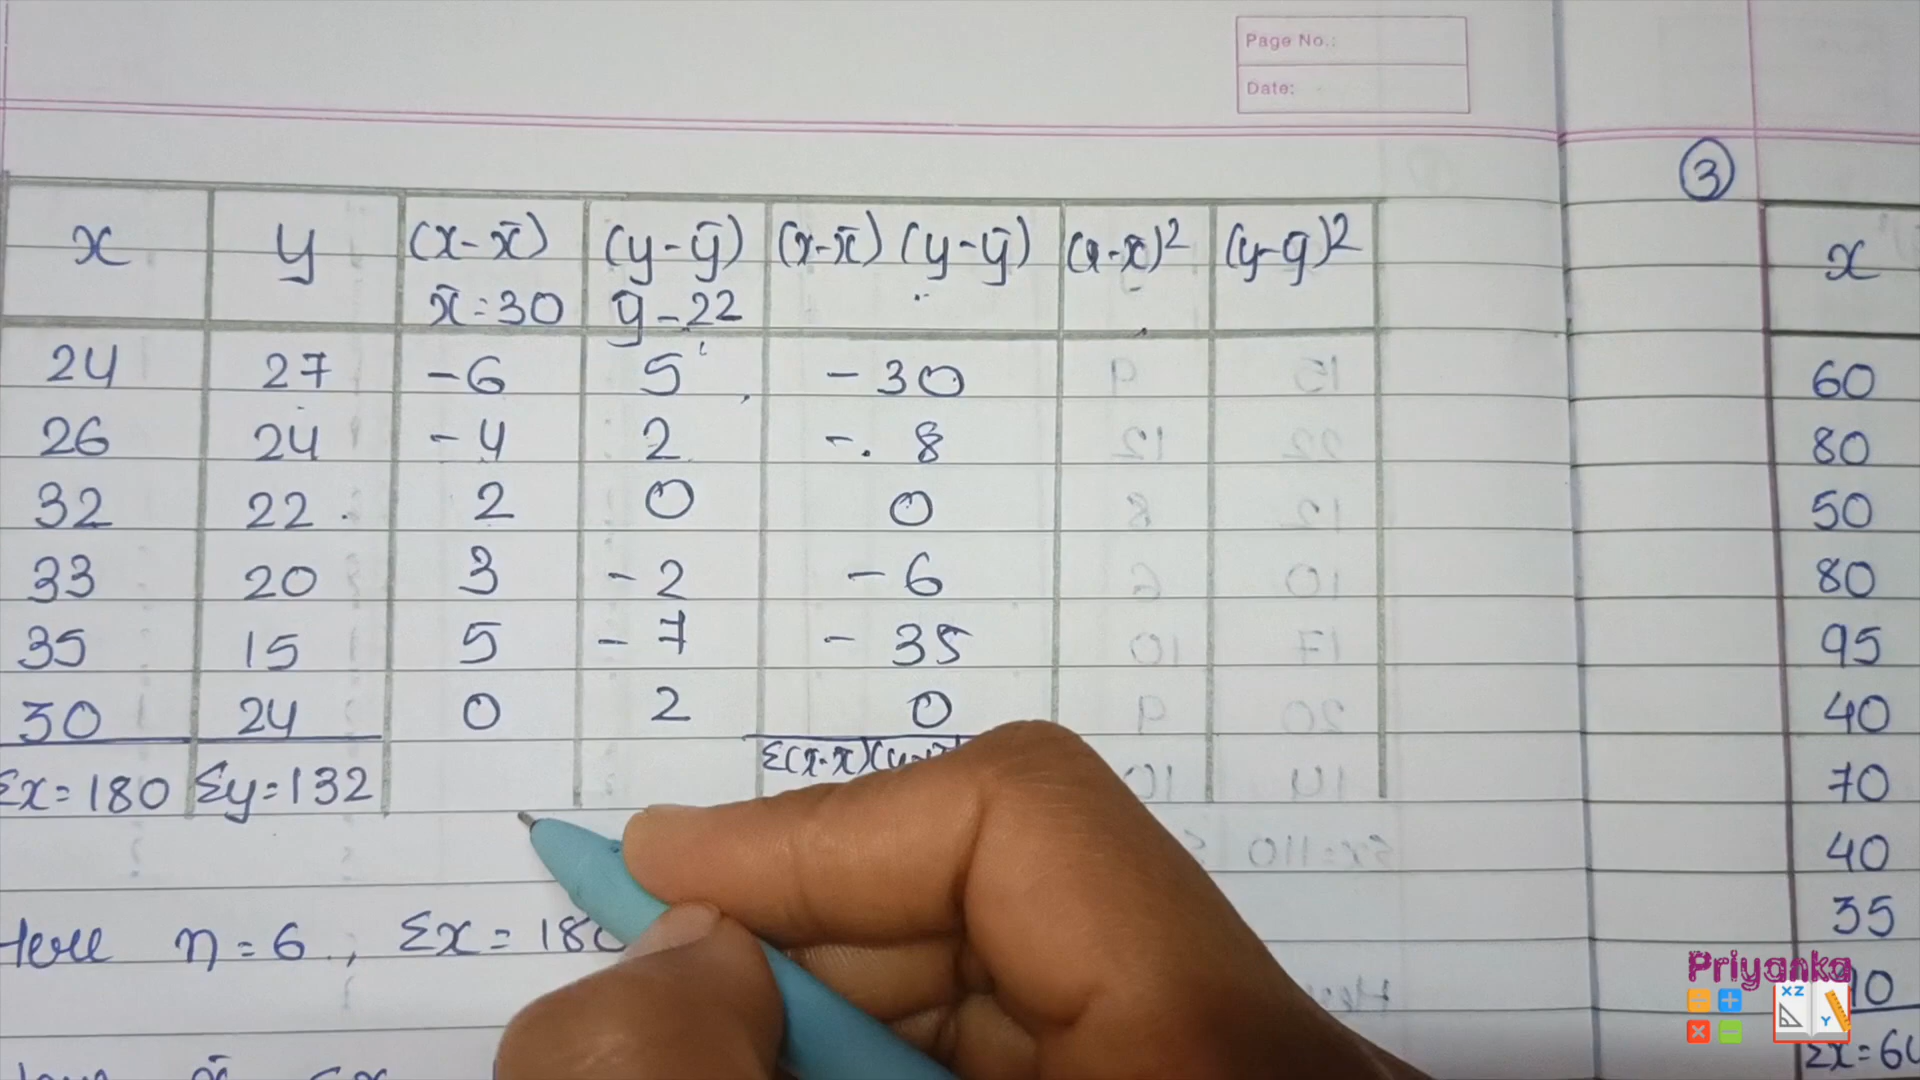 Page No.:
Date:
3
x y (x-x̄) (y-ȳ) (x-x̄) (y-ȳ) (x-x̄)² (y-ȳ)² x
x̄=30 ȳ-22
24 27 -6 5 -30 60
26 24 -4 2 -8 80
32 22 2 0 0 50
33 20 3 -2 -6 80
35 15 5 -7 -35 95
30 24 0 2 0 40
Σx=180 Σy=132 Σ(x-x̄) 70
40
35
Here n=6, Σx=180
Priyanka
XZ
Y